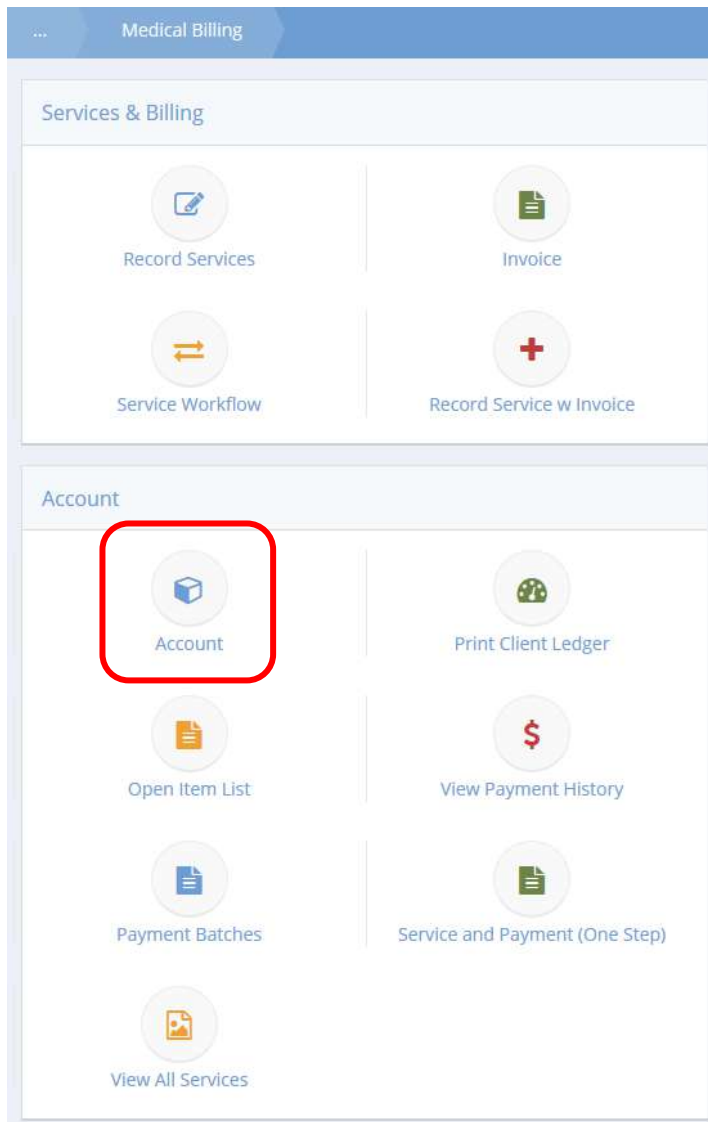 ... Medical Billing
Services & Billing
Record Services
Invoice
Service Workflow
Record Service w Invoice
Account
Account
Print Client Ledger
Open Item List
View Payment History
Payment Batches
Service and Payment (One Step)
View All Services